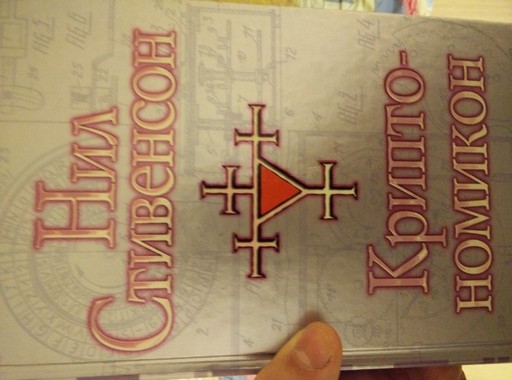 Нил
Стивенсон
Крипто-
номикон